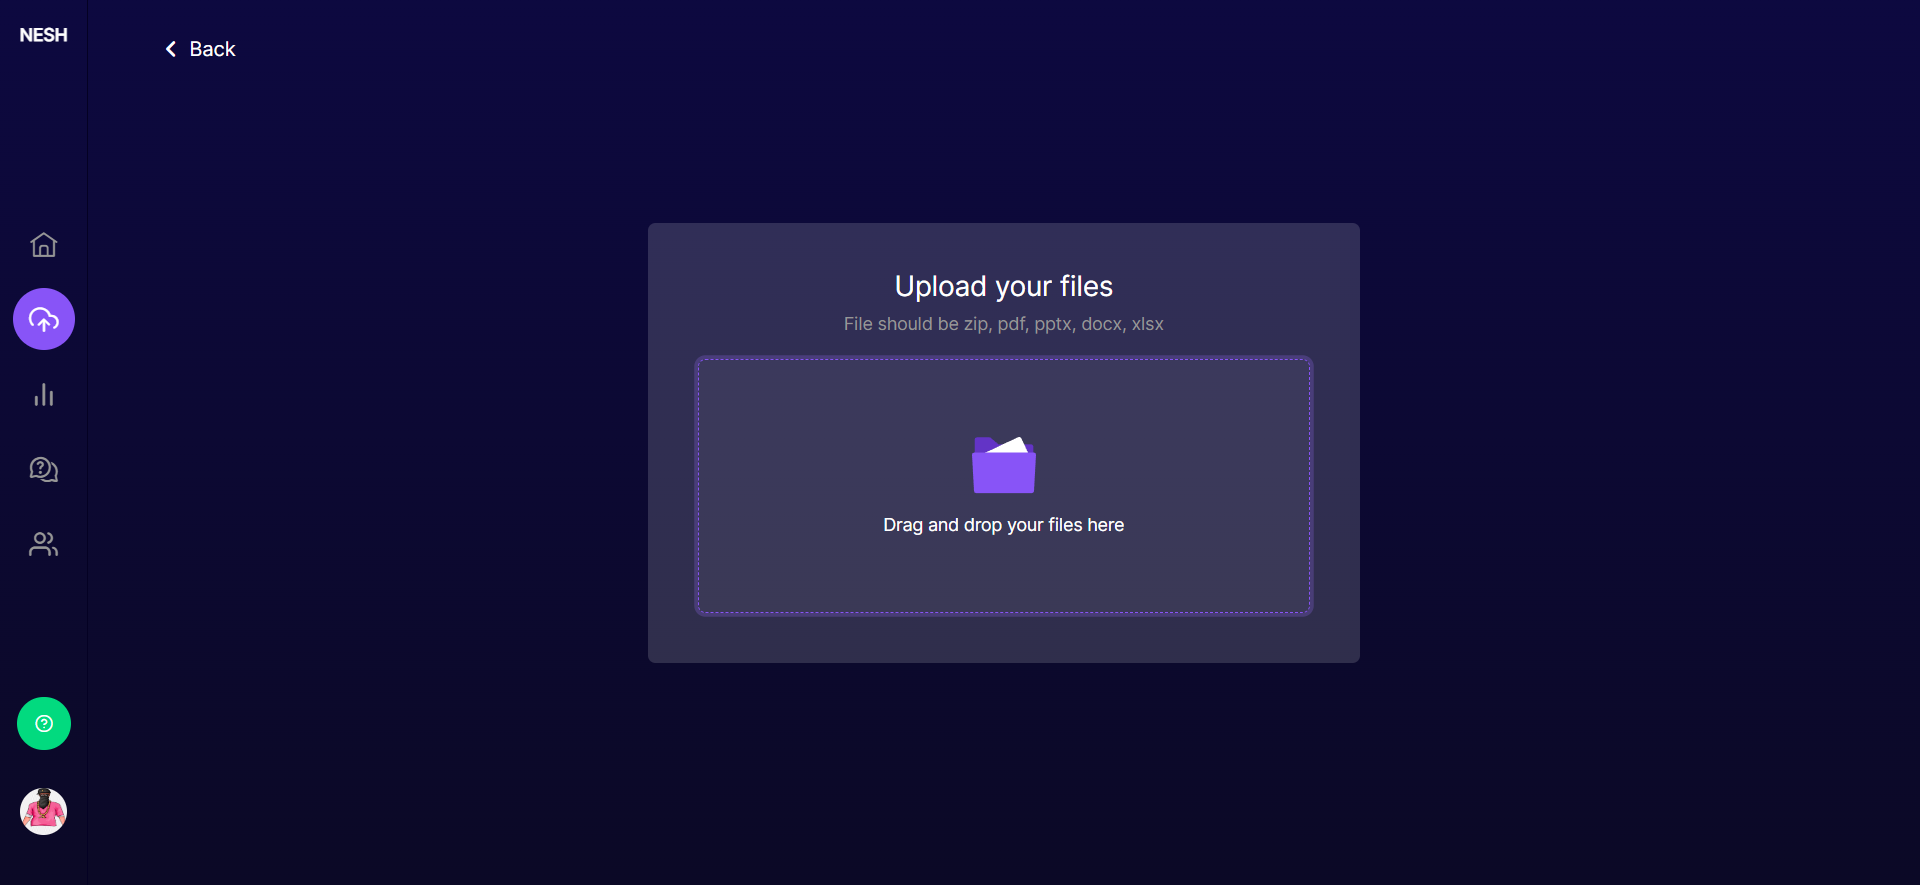 NESH
Back
Upload your files
File should be zip, pdf, pptx, docx, xlsx
Drag and drop your files here